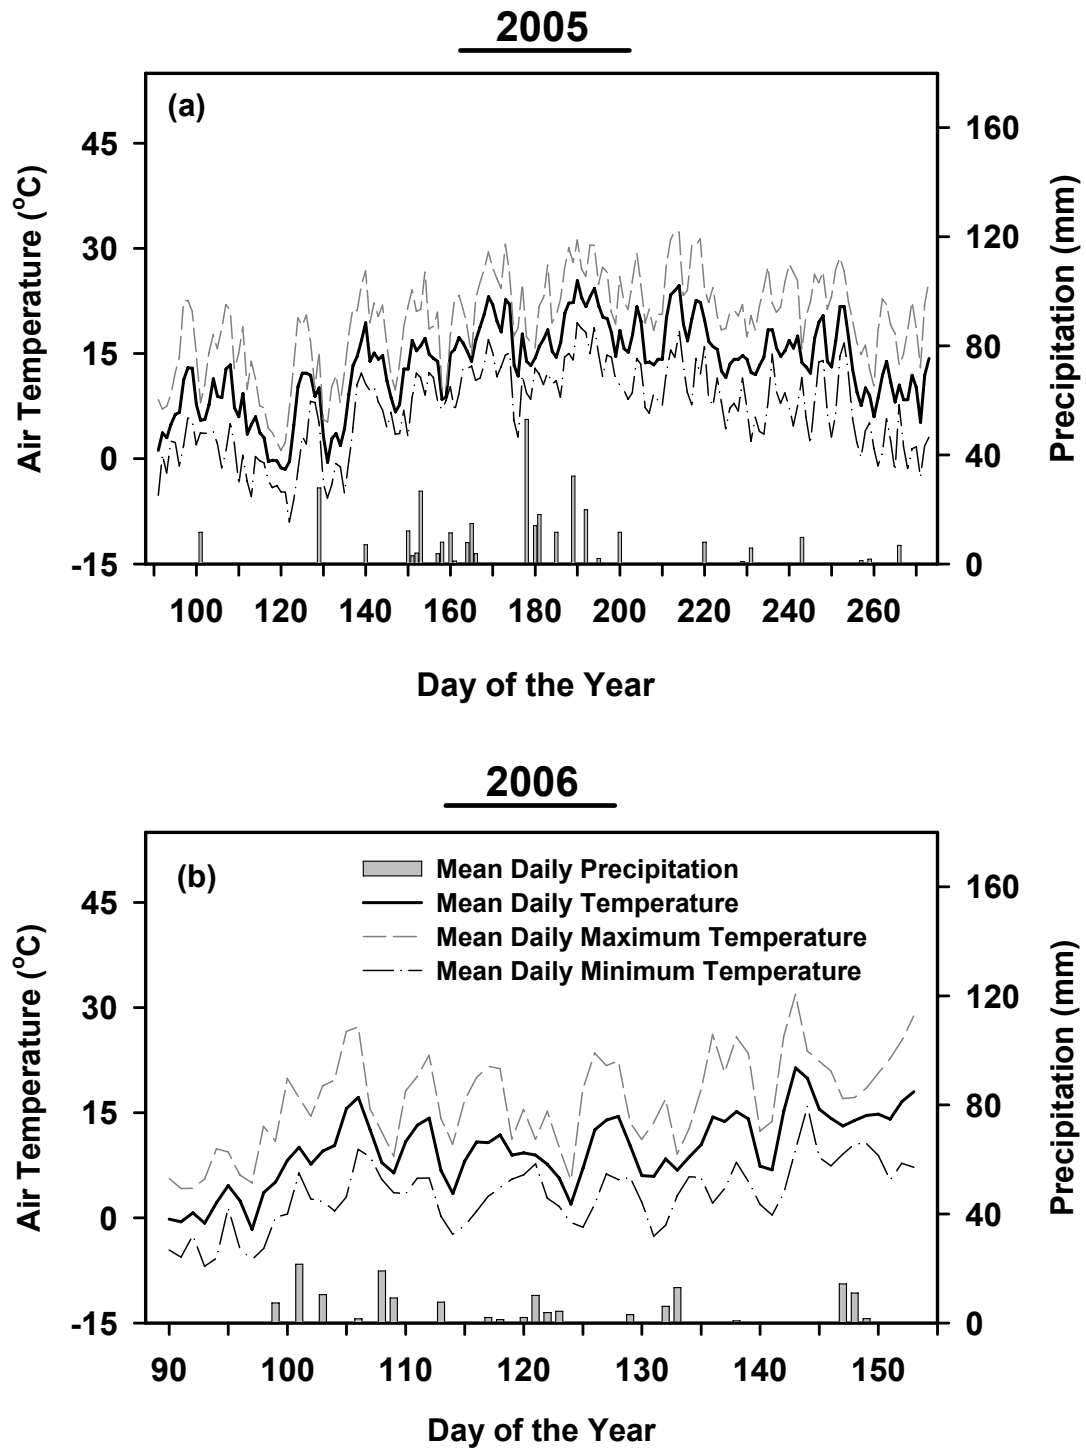 2005
(a)
45
30
15
0
-15
160
120
80
40
0
Air Temperature (°C)
Precipitation (mm)
100 120 140 160 180 200 220 240 260
Day of the Year
2006
(b)
Mean Daily Precipitation
Mean Daily Temperature
Mean Daily Maximum Temperature
Mean Daily Minimum Temperature
45
30
15
0
-15
160
120
80
40
0
Air Temperature (°C)
Precipitation (mm)
90 100 110 120 130 140 150
Day of the Year